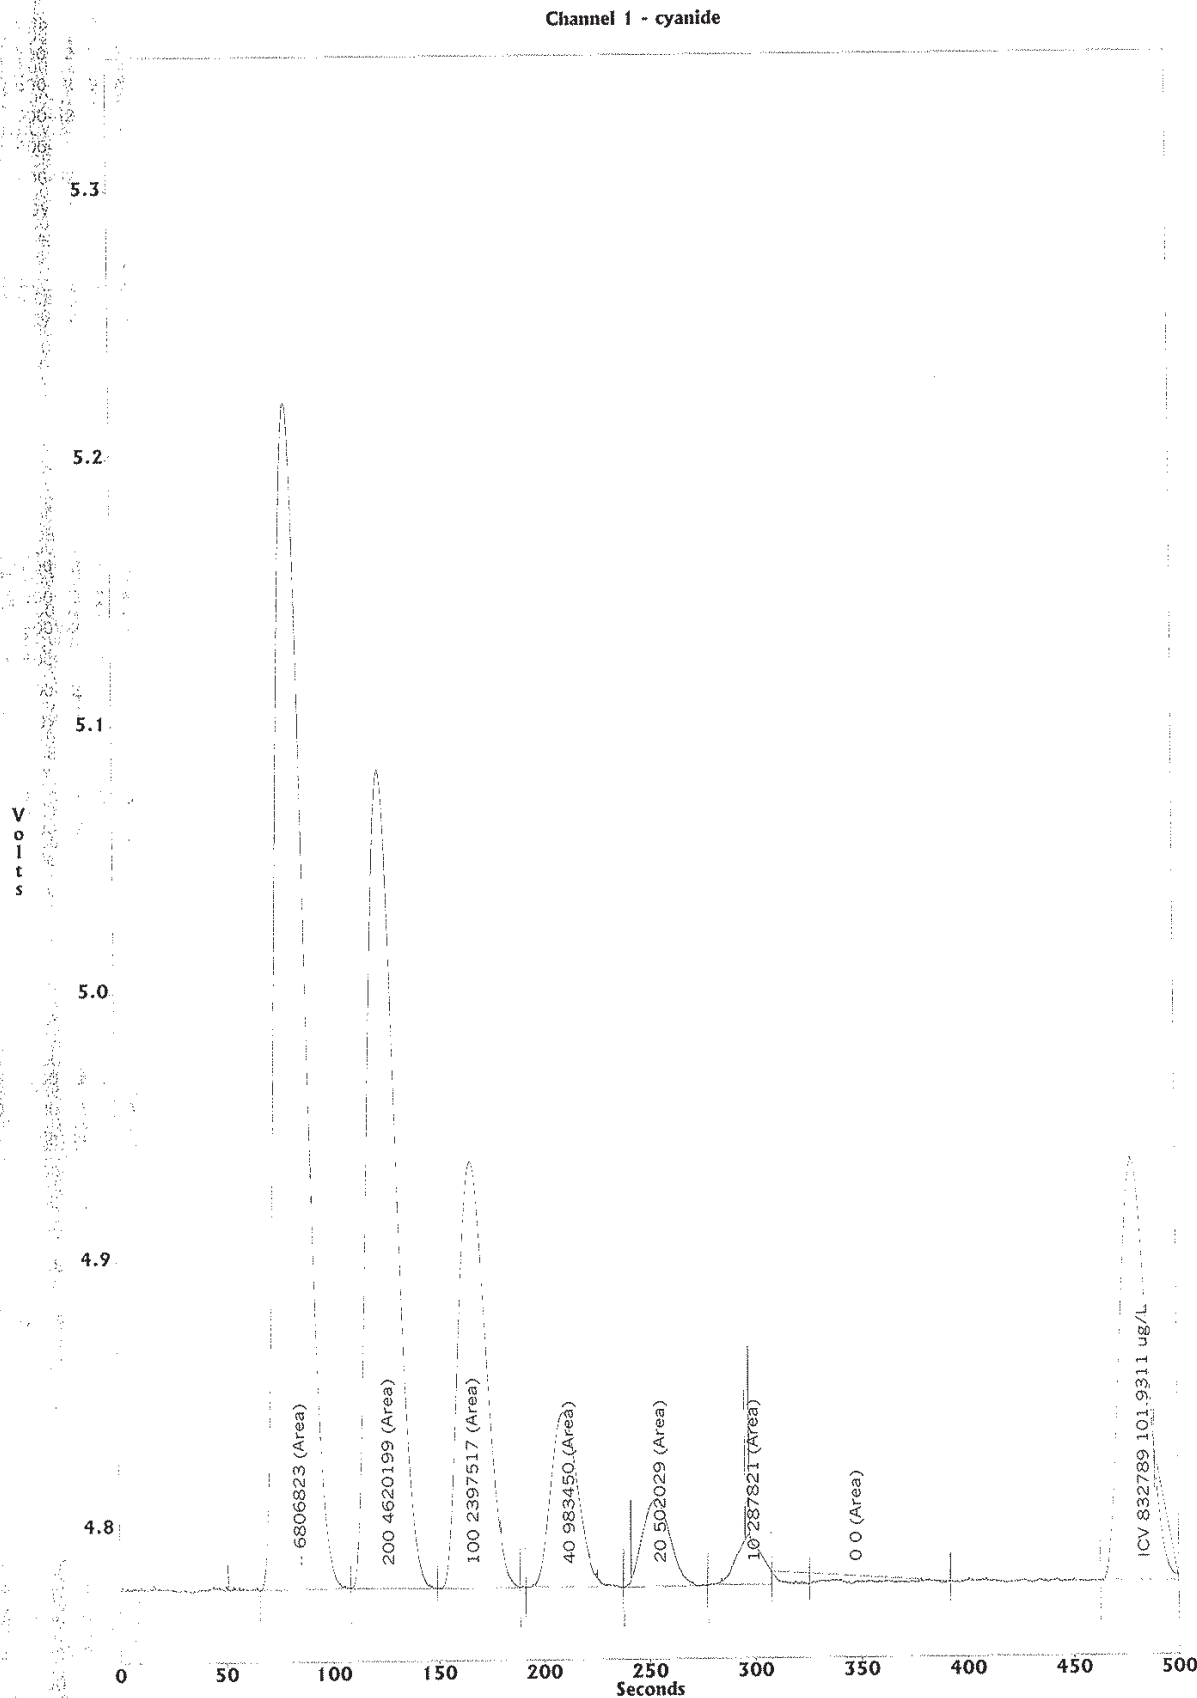 Channel 1 - cyanide
5.3
5.2
5.1
Volts
5.0
4.9
4.8
-- 6806823 (Area)
200 4620199 (Area)
100 2397517 (Area)
40 983450 (Area)
20 502029 (Area)
10 287821 (Area)
0 0 (Area)
ICV 832789 101.9311 ug/L
0 50 100 150 200 250 300 350 400 450 500
Seconds